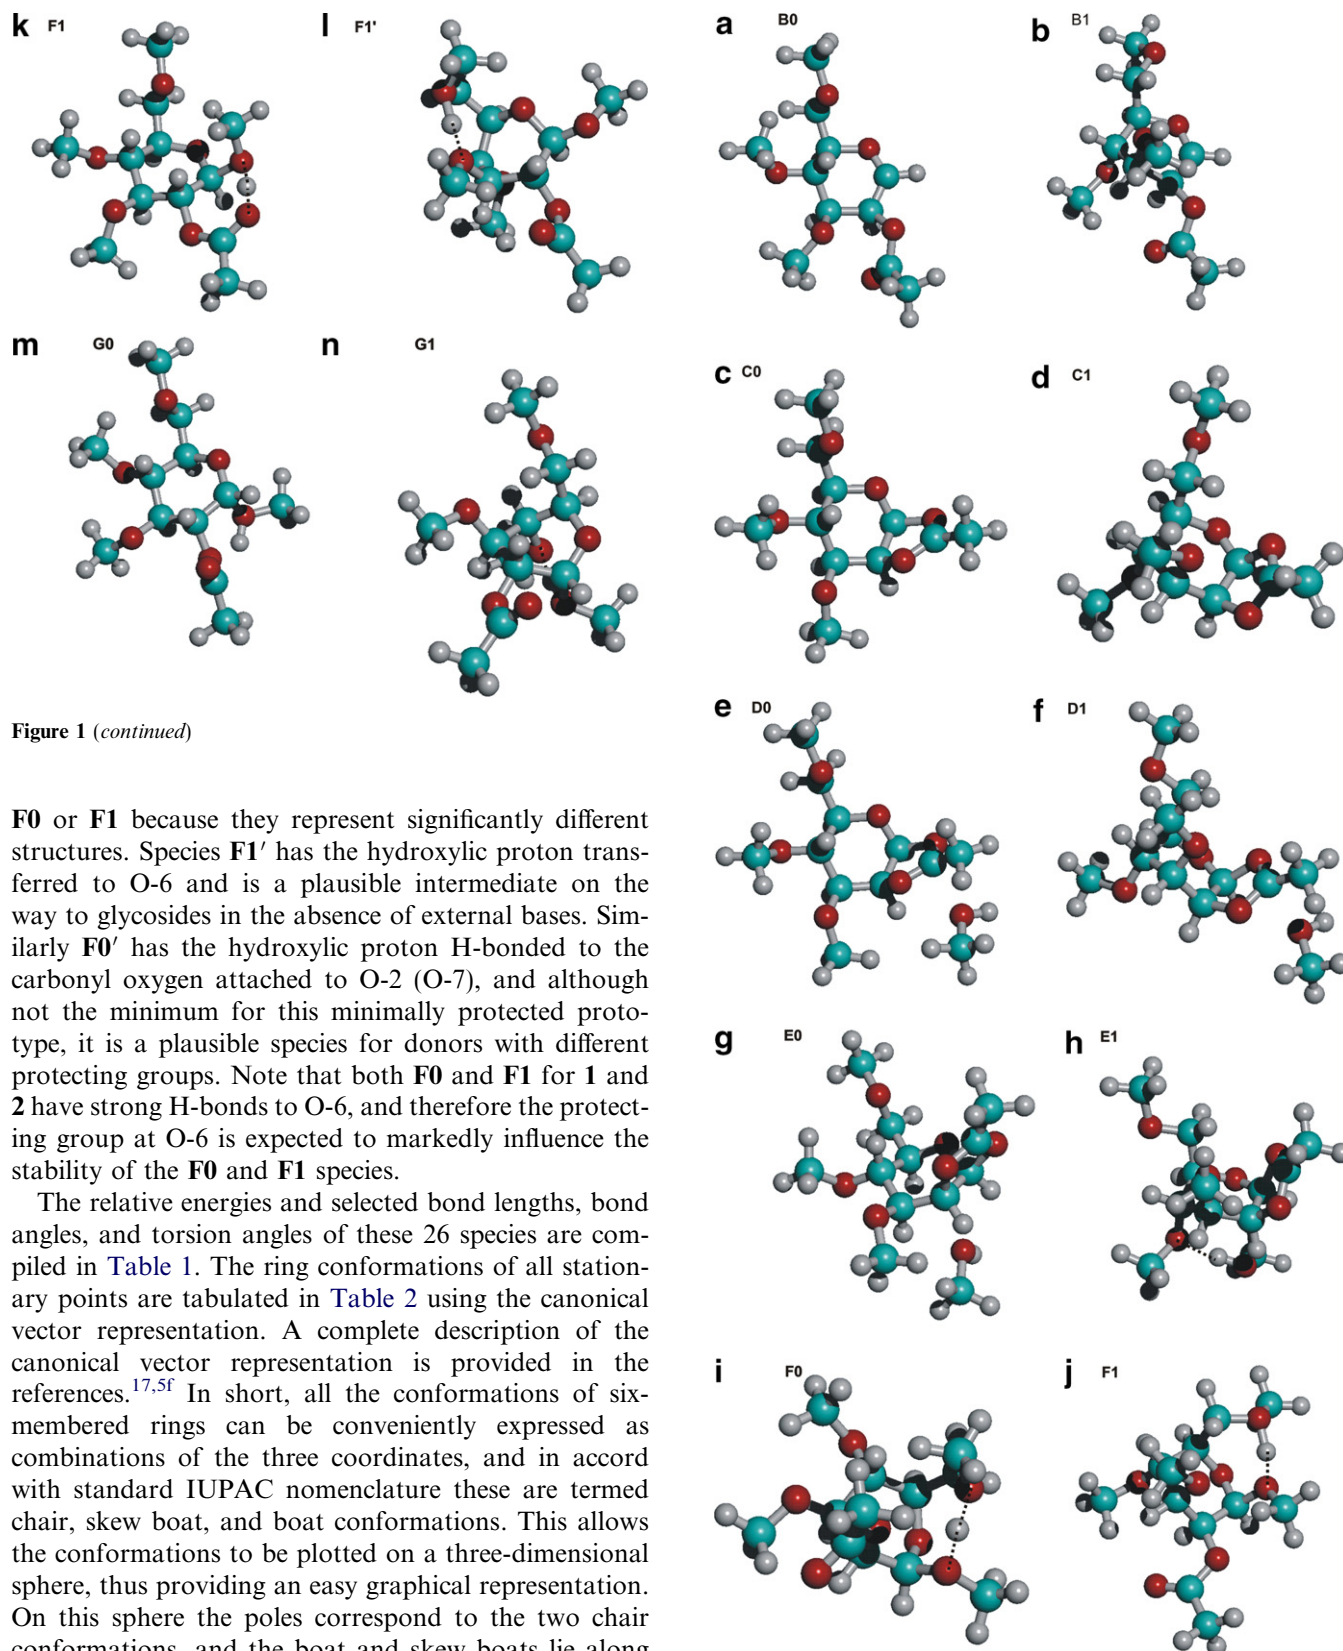 k F1
l F1'
m G0
n G1
Figure 1 (continued)
F0 or F1 because they represent significantly different
structures. Species F1′ has the hydroxylic proton trans-
ferred to O-6 and is a plausible intermediate on the
way to glycosides in the absence of external bases. Sim-
ilarly F0′ has the hydroxylic proton H-bonded to the
carbonyl oxygen attached to O-2 (O-7), and although
not the minimum for this minimally protected proto-
type, it is a plausible species for donors with different
protecting groups. Note that both F0 and F1 for 1 and
2 have strong H-bonds to O-6, and therefore the protect-
ing group at O-6 is expected to markedly influence the
stability of the F0 and F1 species.
The relative energies and selected bond lengths, bond
angles, and torsion angles of these 26 species are com-
piled in Table 1. The ring conformations of all station-
ary points are tabulated in Table 2 using the canonical
vector representation. A complete description of the
canonical vector representation is provided in the
references.17,5f In short, all the conformations of six-
membered rings can be conveniently expressed as
combinations of the three coordinates, and in accord
with standard IUPAC nomenclature these are termed
chair, skew boat, and boat conformations. This allows
the conformations to be plotted on a three-dimensional
sphere, thus providing an easy graphical representation.
On this sphere the poles correspond to the two chair
conformations, and the boat and skew boats lie along
a B0
b B1
c C0
d C1
e D0
f D1
g E0
h E1
i F0
j F1